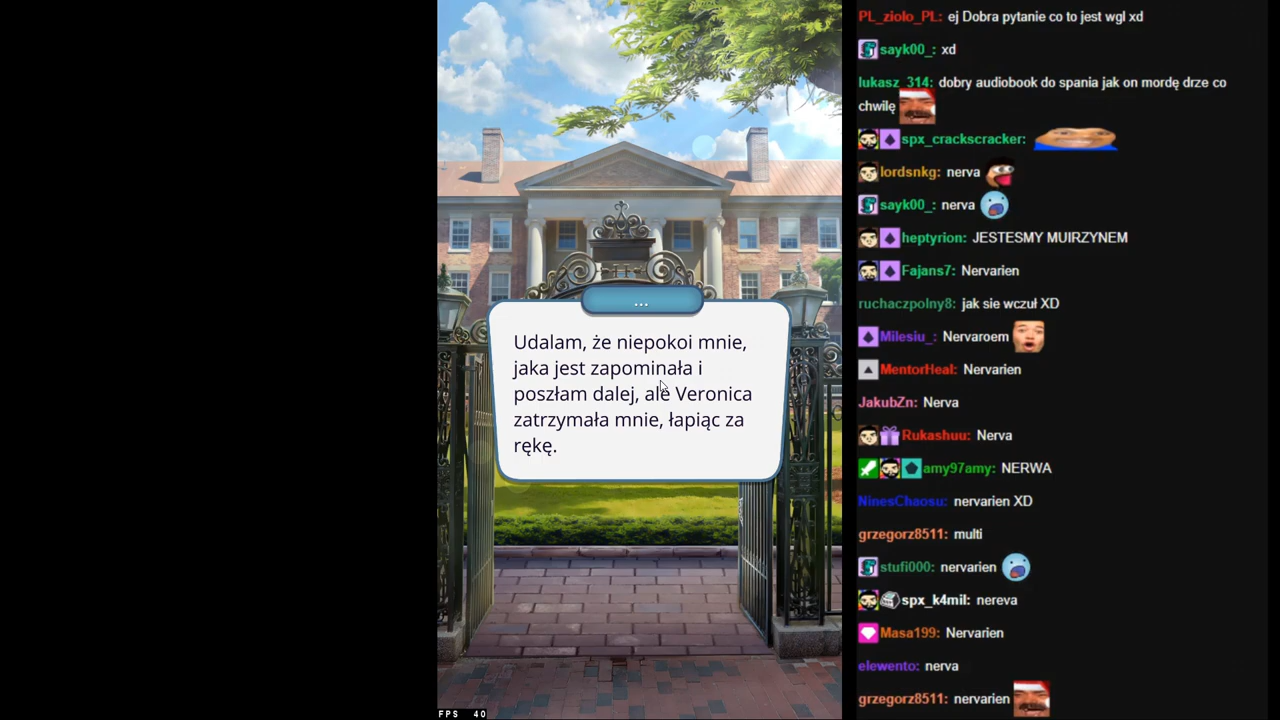 ...
Udalam, że niepokoi mnie,
jaka jest zapominała i
poszłam dalej, ale Veronica
zatrzymała mnie, łapiąc za
rękę.
FPS 40
PL_ziolo_PL: ej Dobra pytanie co to jest wgl xd
sayk00_: xd
lukasz_314: dobry audiobook do spania jak on mordę drze co
chwilę
spx_crackscracker:
lordsnkg: nerva
sayk00_: nerva
heptyrion: JESTESMY MUIRZYNEM
Fajans7: Nervarien
ruchaczpolny8: jak sie wczuł XD
Milesiu_: Nervaroem
MentorHeal: Nervarien
JakubZn: Nerva
Rukashuu: Nerva
amy97amy: NERWA
NinesChaosu: nervarien XD
grzegorz8511: multi
stufi000: nervarien
spx_k4mil: nereva
Masa199: Nervarien
elewento: nerva
grzegorz8511: nervarien